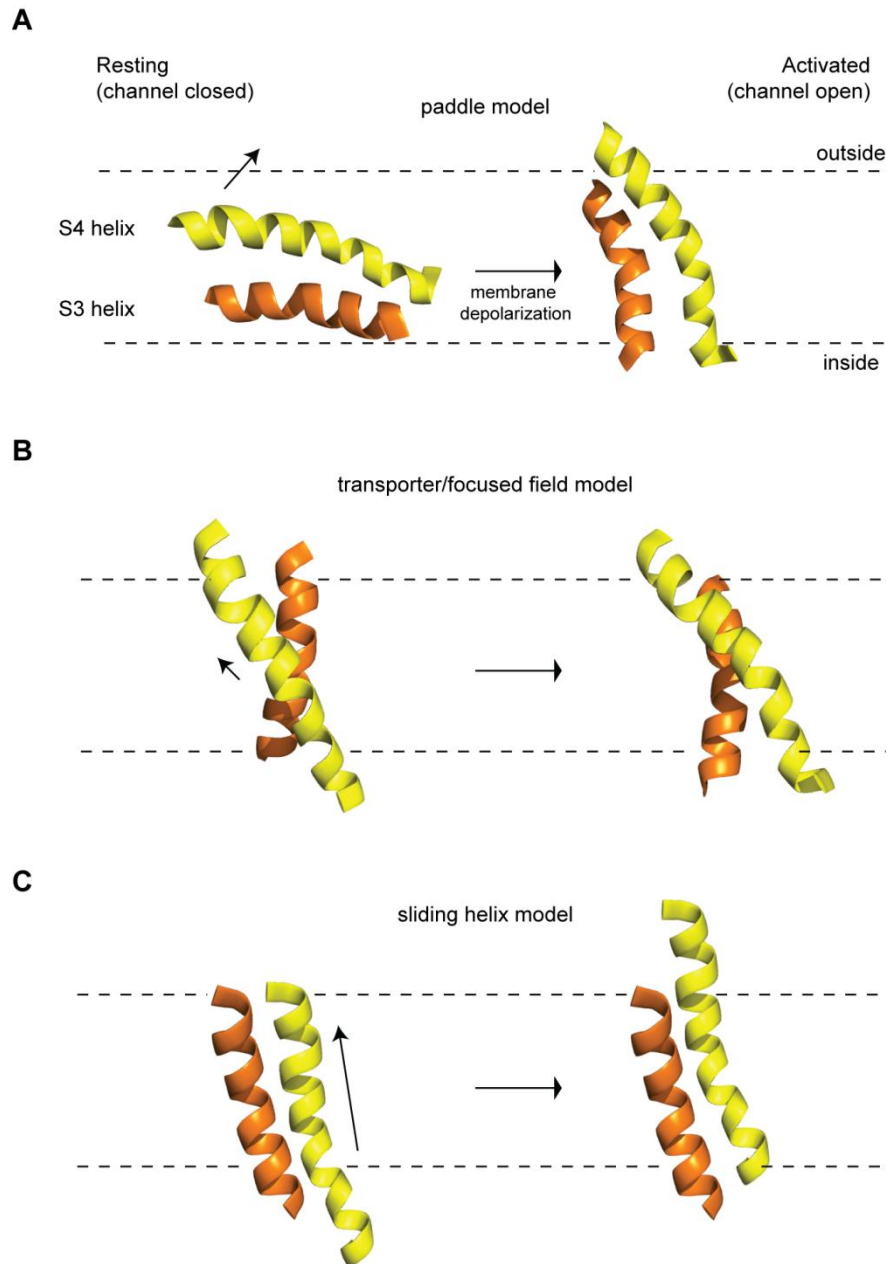 A
Resting
(channel closed)
Activated
(channel open)
paddle model
outside
S4 helix
S3 helix
membrane
depolarization
inside
B
transporter/focused field model
C
sliding helix model